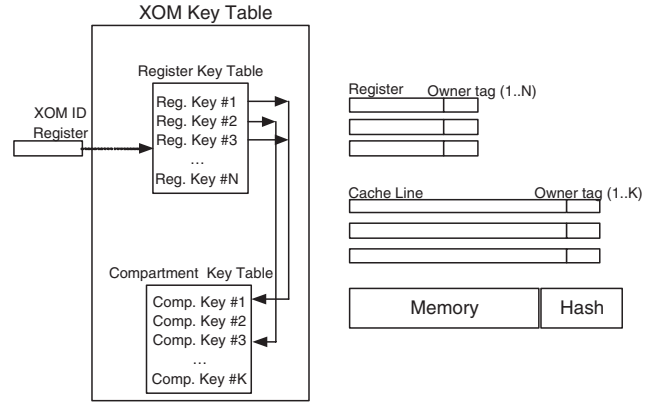 XOM Key Table
Register Key Table
Reg. Key #1
Reg. Key #2
Reg. Key #3
...
Reg. Key #N
XOM ID
Register
Compartment Key Table
Comp. Key #1
Comp. Key #2
Comp. Key #3
...
Comp. Key #K
Register Owner tag (1..N)
Cache Line Owner tag (1..K)
Memory Hash